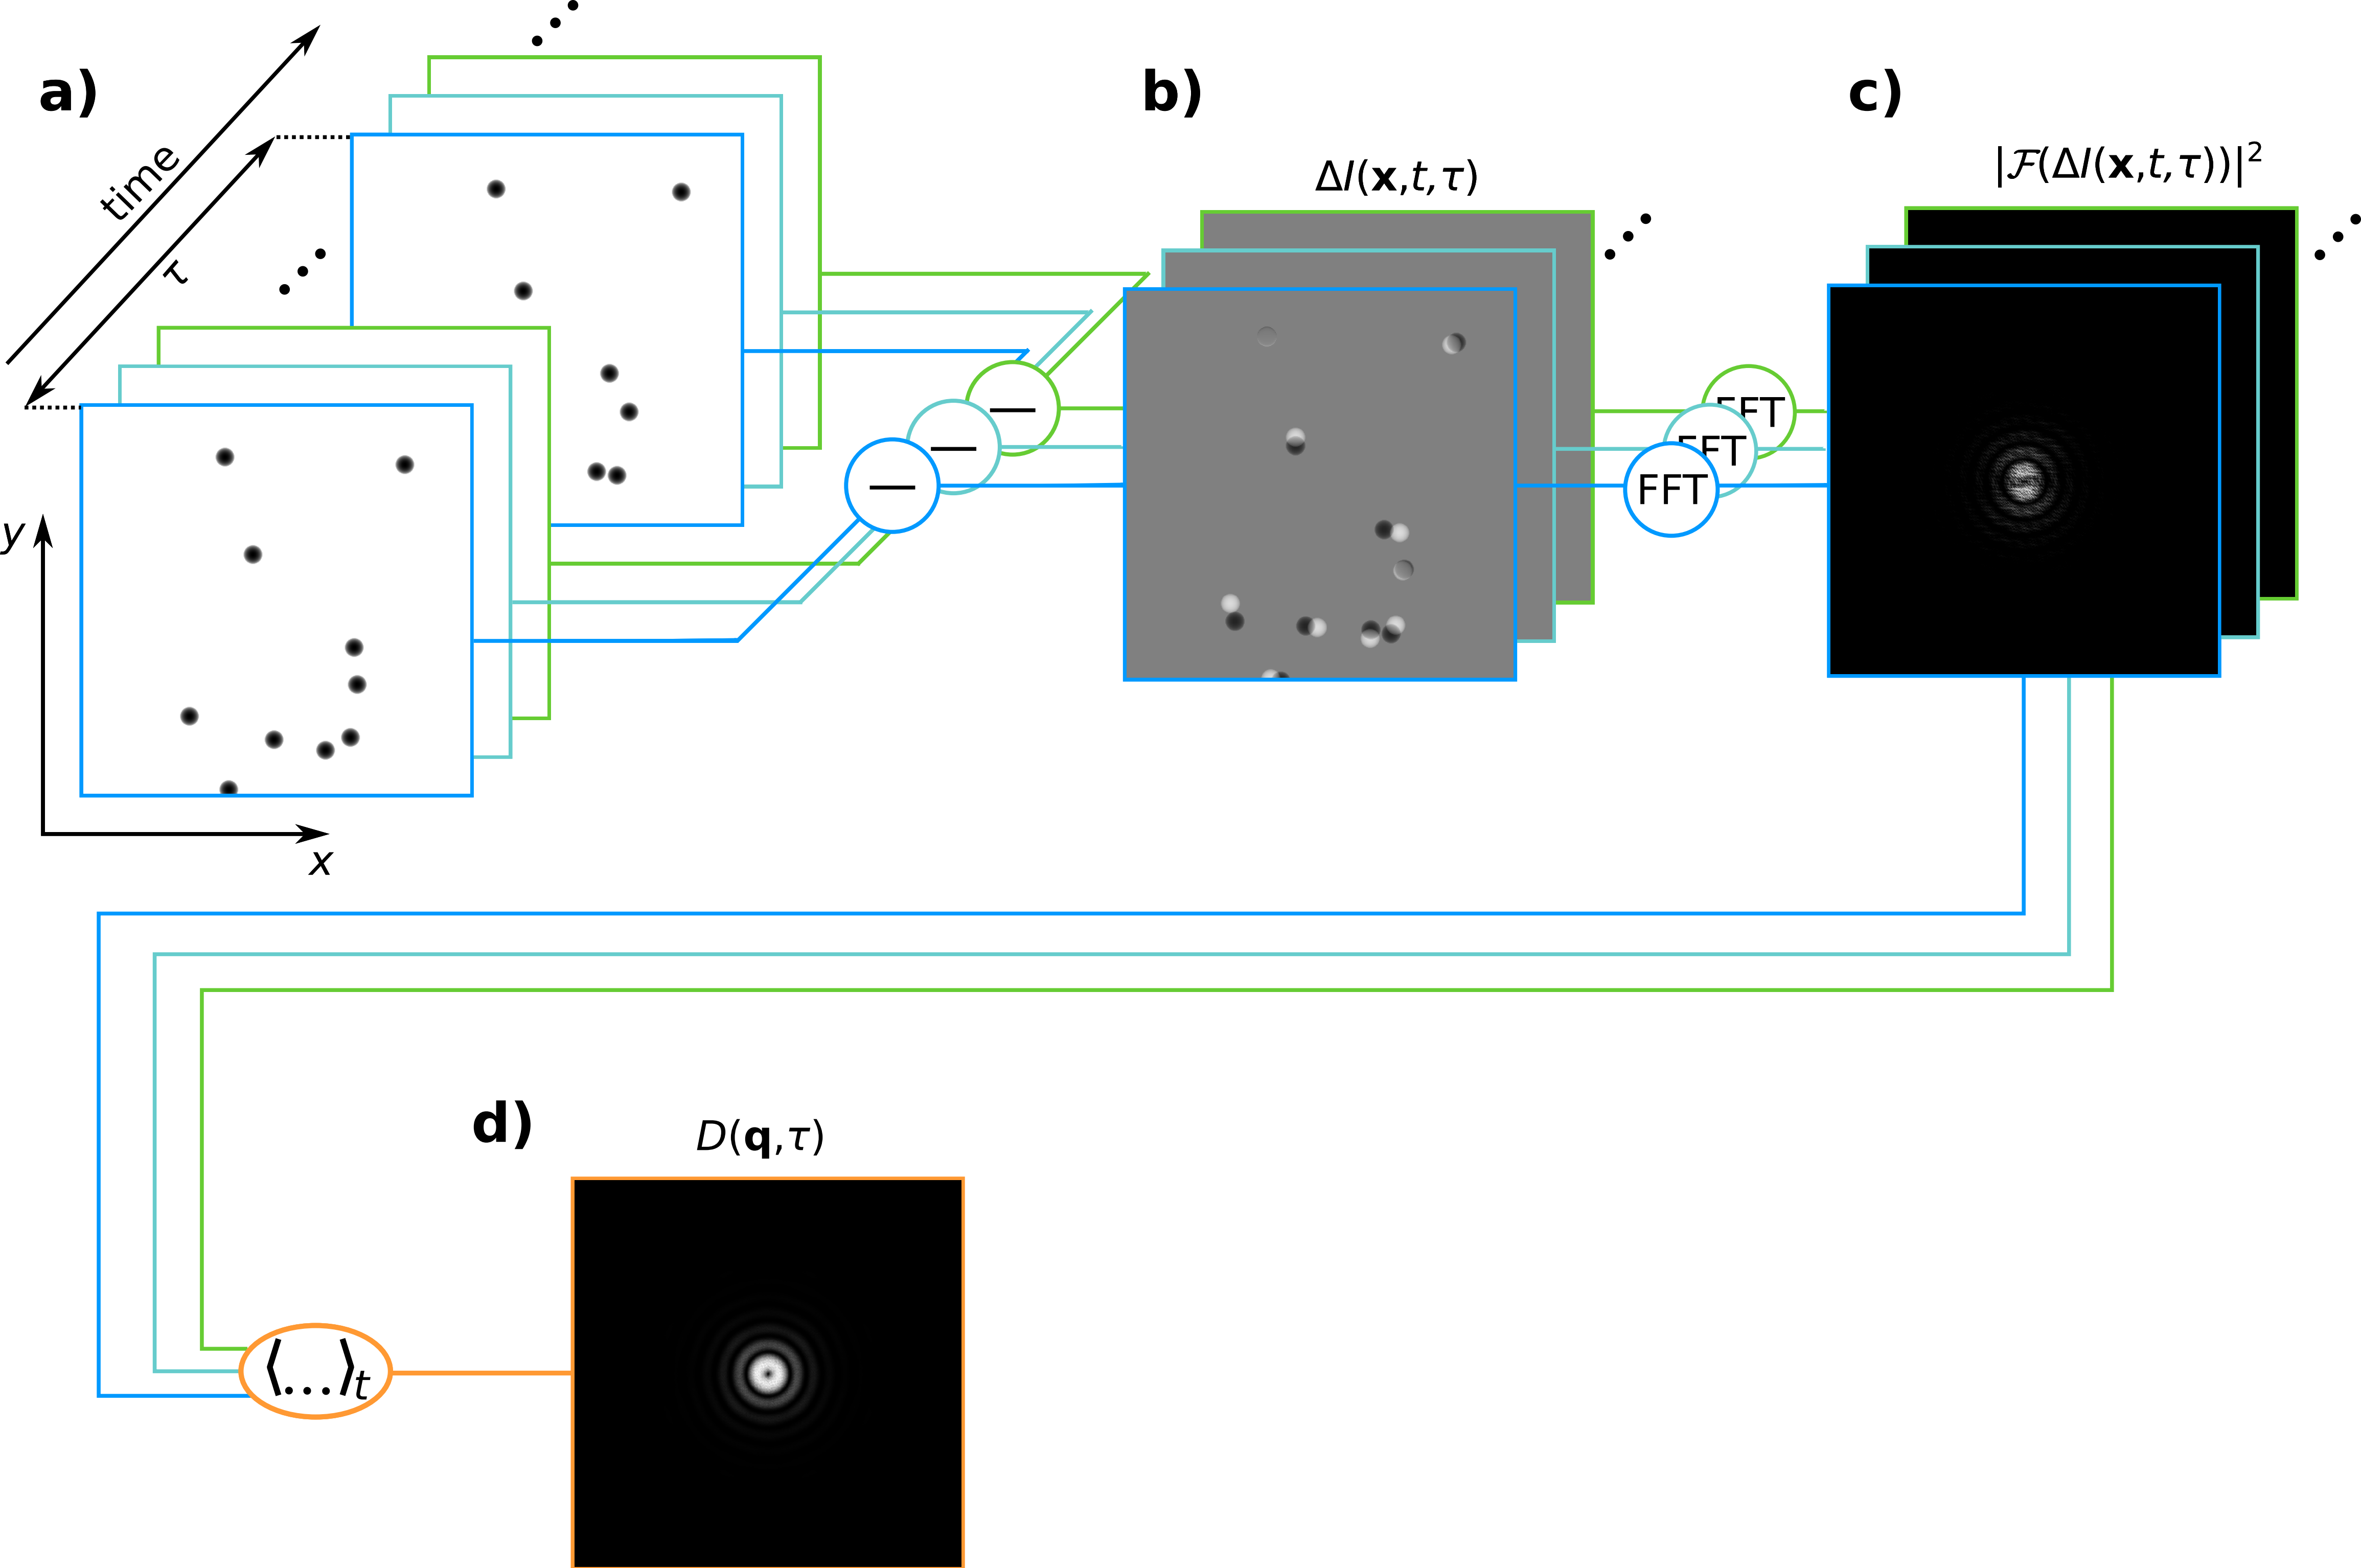 a)
time
τ
y
x
—
—
—
b)
ΔI(x,t,τ)
FFT
FFT
FFT
c)
|ℱ(ΔI(x,t,τ))|²
d)
D(q,τ)
⟨...⟩t